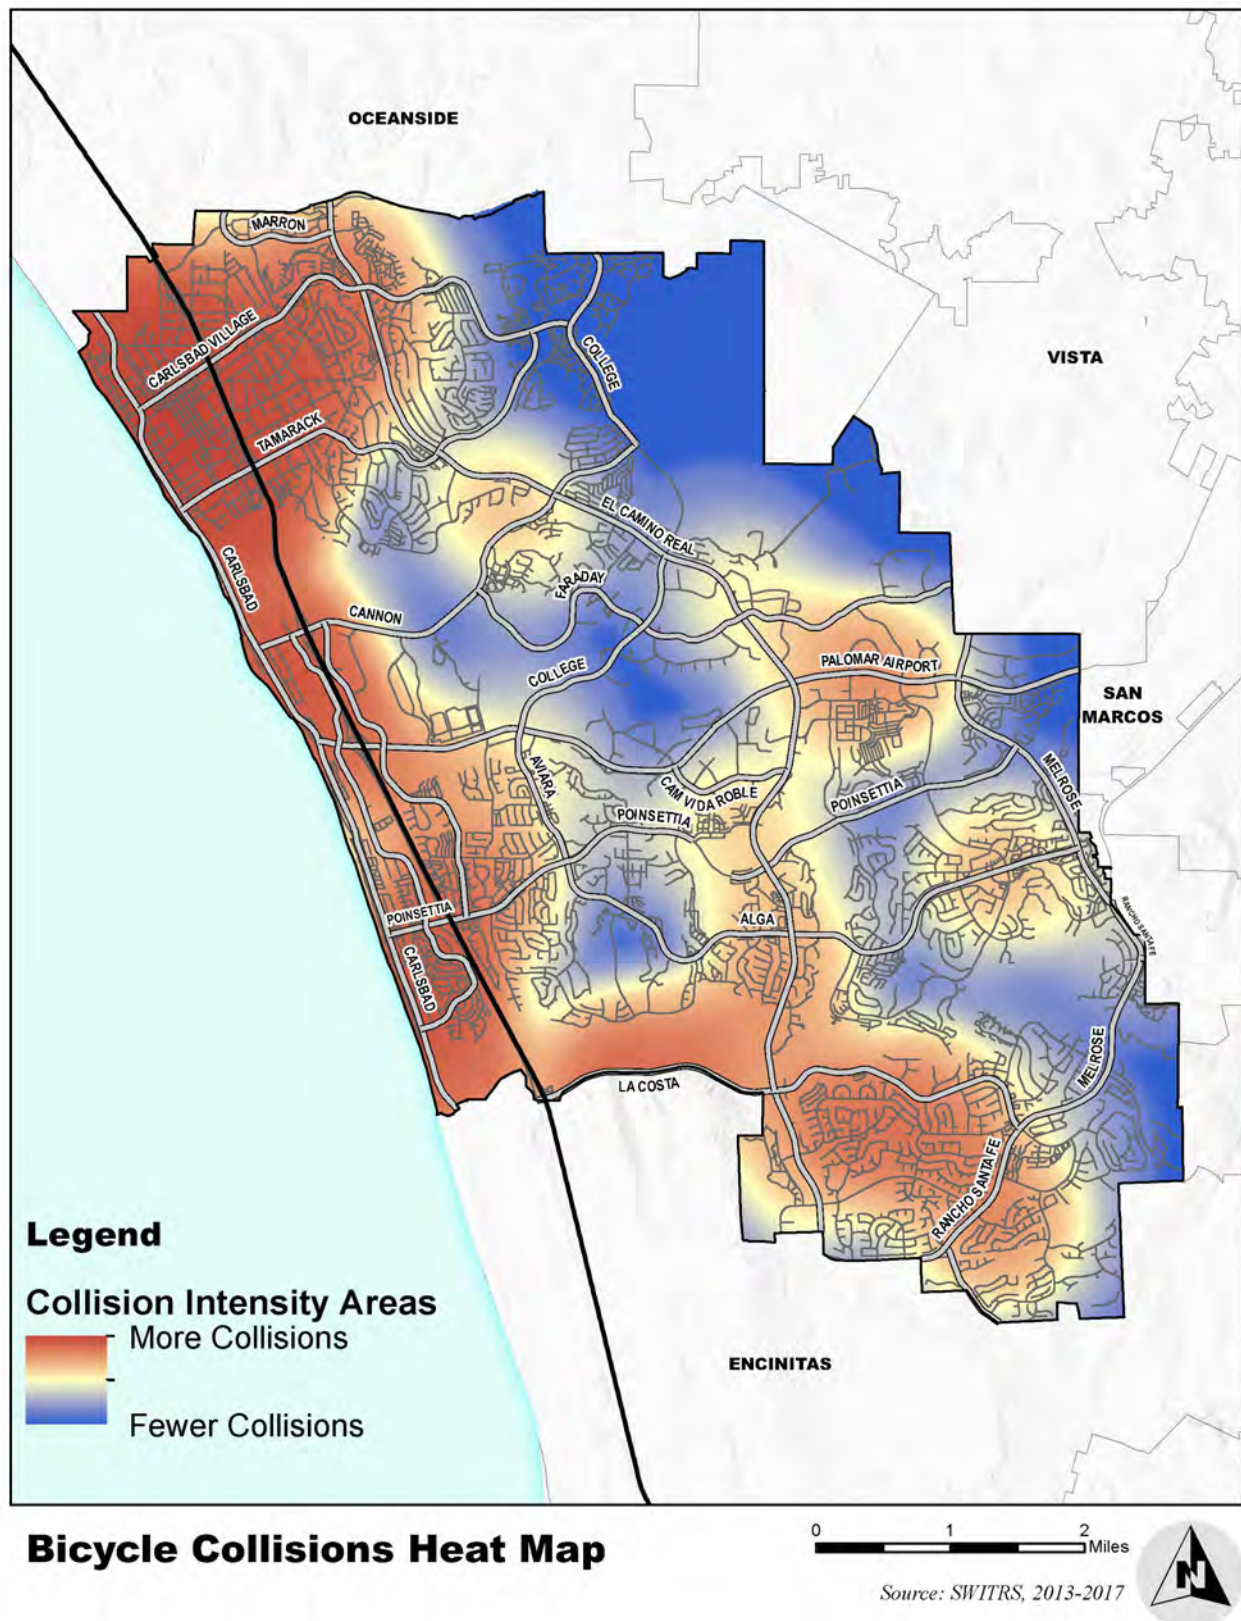 OCEANSIDE
MARRON
VISTA
CARLSBAD VILLAGE
COLLEGE
TAMARACK
EL CAMINO REAL
CARLSBAD
FARADAY
CANNON
COLLEGE
PALOMAR AIRPORT
SAN
MARCOS
AVIARA
CAM VIDA ROBLE
MELROSE
POINSETTIA
POINSETTIA
POINSETTIA
ALGA
RANCHO SANTA FE
CARLSBAD
MELROSE
LA COSTA
RANCHO SANTA FE
ENCINITAS
Legend
Collision Intensity Areas
More Collisions
Fewer Collisions
Bicycle Collisions Heat Map
0 1 2
Miles
Source: SWITRS, 2013-2017
N